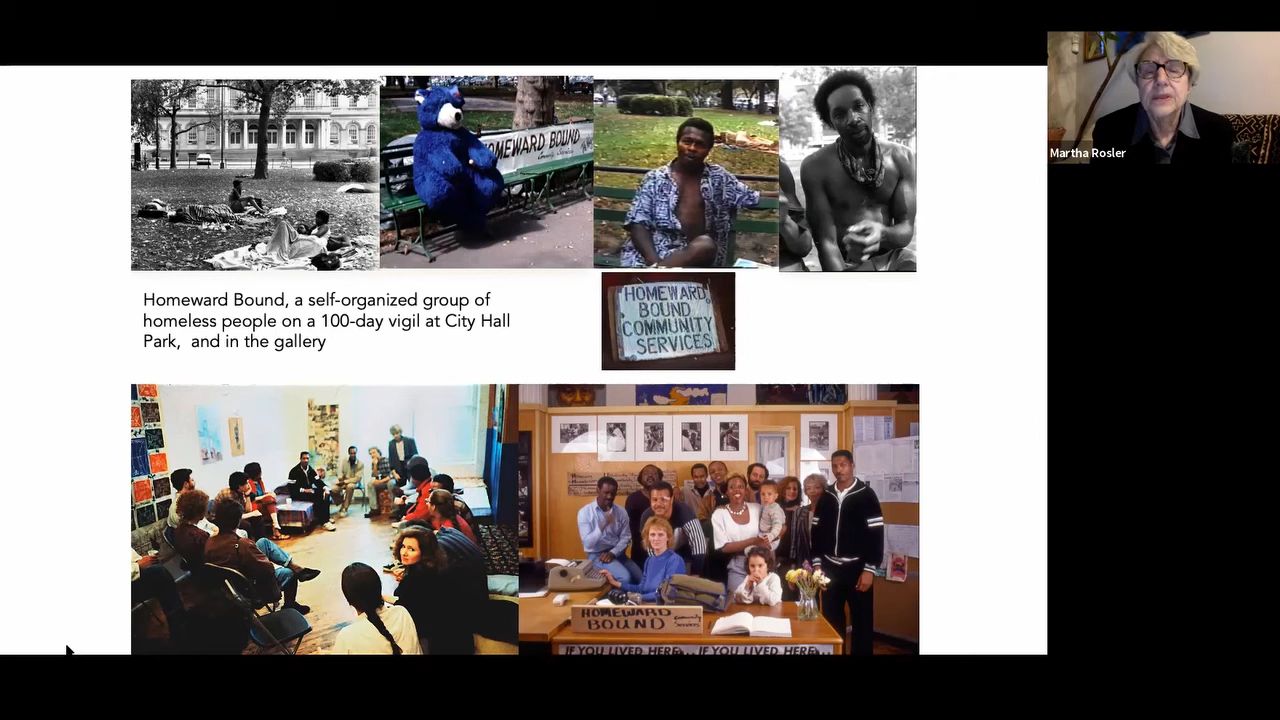 Martha Rosler
HOMEWARD BOUND
Homeward Bound, a self-organized group of
homeless people on a 100-day vigil at City Hall
Park,  and in the gallery
HOMEWARD
BOUND
COMMUNITY
SERVICES
HOMEWARD
BOUND
Community
Services
IF YOU LIVED HERE... IF YOU LIVED HERE...